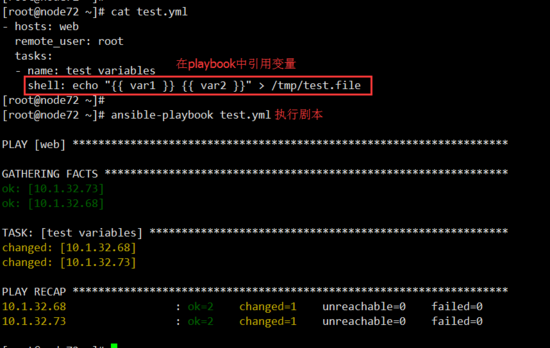 [root@node72 ~]# cat test.yml
- hosts: web
  remote_user: root
  tasks:
  - name: test variables 在playbook中引用变量
    shell: echo "{{ var1 }} {{ var2 }}" > /tmp/test.file
[root@node72 ~]#
[root@node72 ~]# ansible-playbook test.yml 执行剧本
PLAY [web] *******************************************************************
GATHERING FACTS **************************************************************
ok: [10.1.32.73]
ok: [10.1.32.68]
TASK: [test variables] *******************************************************
changed: [10.1.32.68]
changed: [10.1.32.73]
PLAY RECAP *******************************************************************
10.1.32.68 : ok=2 changed=1 unreachable=0 failed=0
10.1.32.73 : ok=2 changed=1 unreachable=0 failed=0